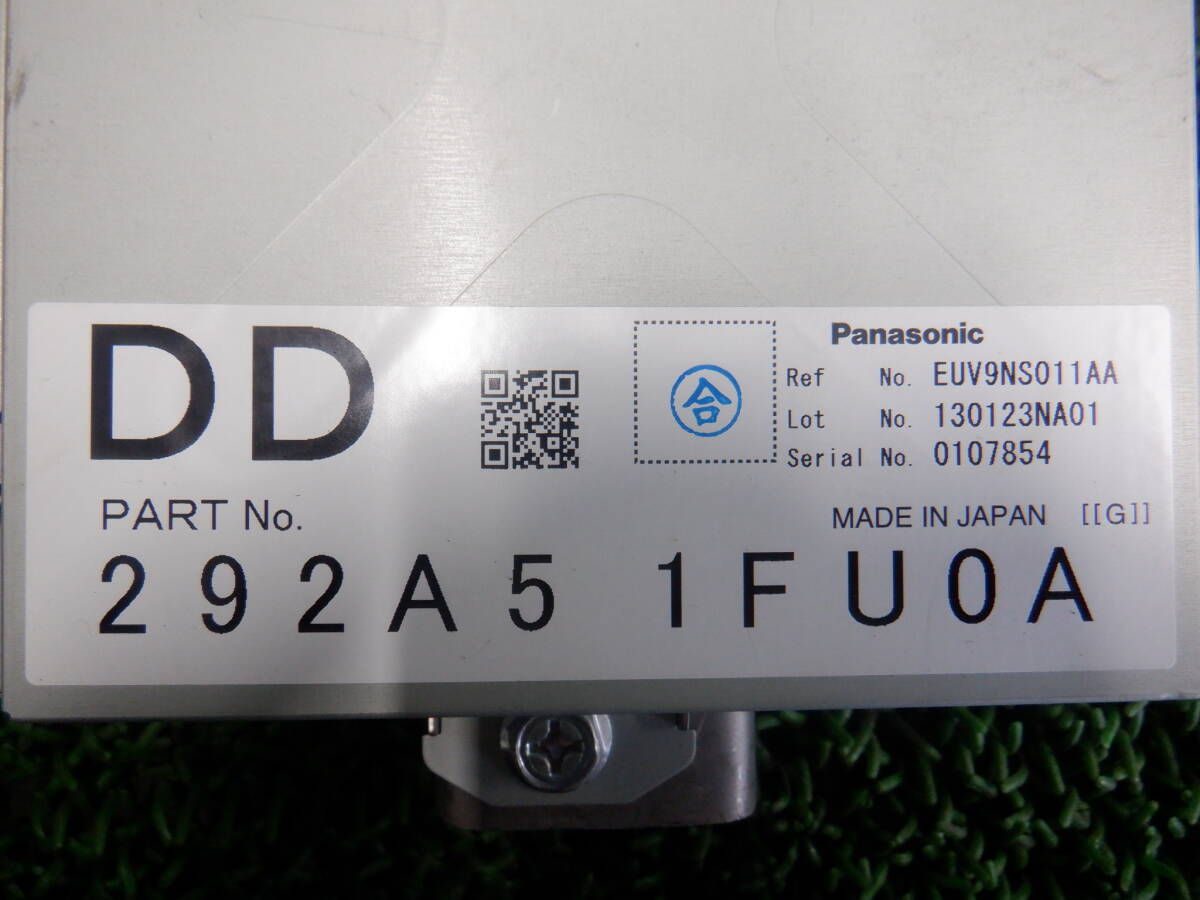 DD
合
Panasonic
Ref No. EUV9NS011AA
Lot No. 130123NA01
Serial No. 0107854
PART No.
MADE IN JAPAN [[G]]
292A5 1FU0A